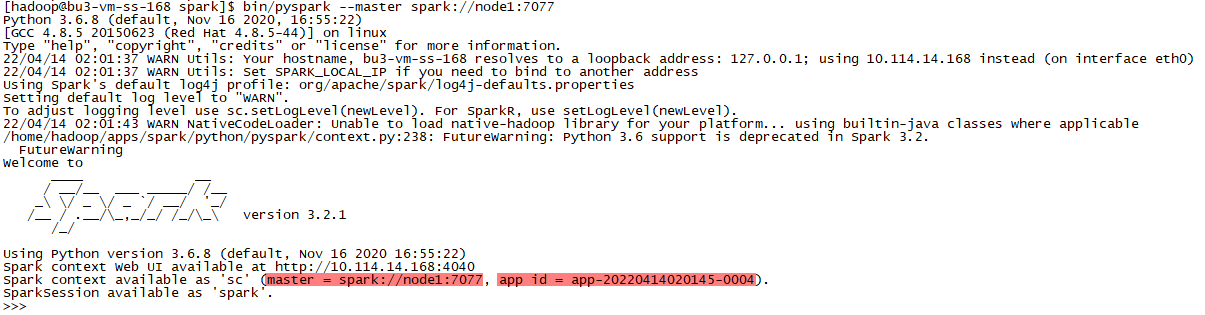 [hadoop@bu3-vm-ss-168 spark]$ bin/pyspark --master spark://node1:7077
Python 3.6.8 (default, Nov 16 2020, 16:55:22)
[GCC 4.8.5 20150623 (Red Hat 4.8.5-44)] on linux
Type "help", "copyright", "credits" or "license" for more information.
22/04/14 02:01:37 WARN Utils: Your hostname, bu3-vm-ss-168 resolves to a loopback address: 127.0.0.1; using 10.114.14.168 instead (on interface eth0)
22/04/14 02:01:37 WARN Utils: Set SPARK_LOCAL_IP if you need to bind to another address
Using Spark's default log4j profile: org/apache/spark/log4j-defaults.properties
Setting default log level to "WARN".
To adjust logging level use sc.setLogLevel(newLevel). For SparkR, use setLogLevel(newLevel).
22/04/14 02:01:43 WARN NativeCodeLoader: Unable to load native-hadoop library for your platform... using builtin-java classes where applicable
/home/hadoop/apps/spark/python/pyspark/context.py:238: FutureWarning: Python 3.6 support is deprecated in Spark 3.2.
  FutureWarning
Welcome to
      ____              __
     / __/__  ___ _____/ /__
    _\ \/ _ \/ _ `/ __/  '_/
   /__ / .__/\_,_/_/ /_/\_\   version 3.2.1
      /_/
Using Python version 3.6.8 (default, Nov 16 2020 16:55:22)
Spark context Web UI available at http://10.114.14.168:4040
Spark context available as 'sc' (master = spark://node1:7077, app id = app-20220414020145-0004).
SparkSession available as 'spark'.
>>>